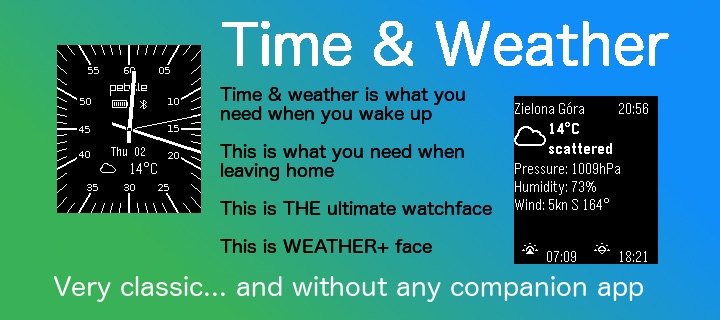 Time & Weather
55 60 05
pebble
50 10
45 15
Thu 02
40 20
14°C
35 30 25
Time & weather is what you
need when you wake up
This is what you need when
leaving home
This is THE ultimate watchface
This is WEATHER+ face
Zielona Góra 20:56
14°C
scattered
Pressure: 1009hPa
Humidity: 73%
Wind: 5kn S 164°
07:09 18:21
Very classic... and without any companion app